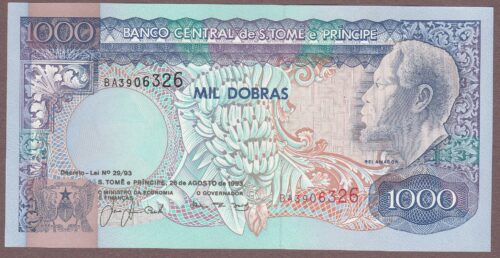 1000
BANCO CENTRAL de S. TOMÉ e PRÍNCIPE
BA3906326
MIL DOBRAS
REI AMADOR
Decreto - Lei Nº 29/93
S. TOMÉ e PRÍNCIPE, 26 de AGOSTO de 1993
O MINISTRO DA ECONOMIA
E FINANÇAS
O GOVERNADOR
BA3906326
1000